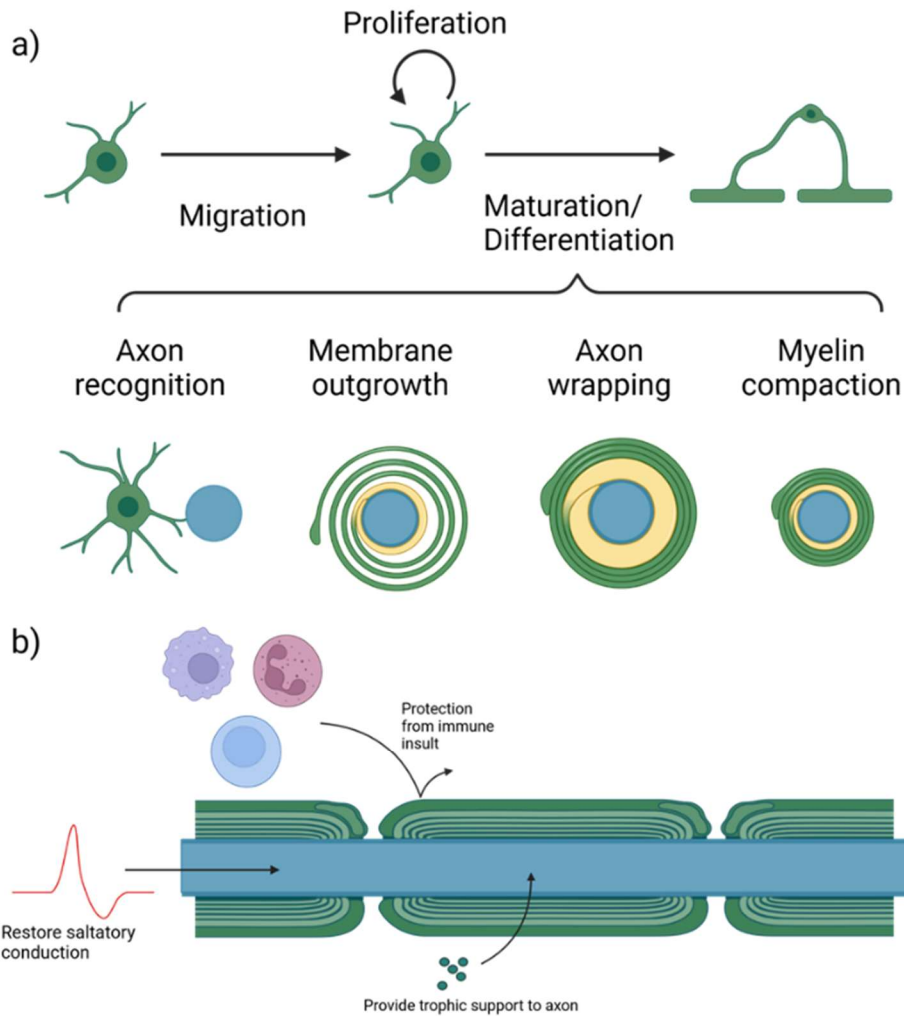 a)
Proliferation
Migration
Maturation/
Differentiation
Axon
recognition
Membrane
outgrowth
Axon
wrapping
Myelin
compaction
b)
Protection
from immune
insult
Restore saltatory
conduction
Provide trophic support to axon